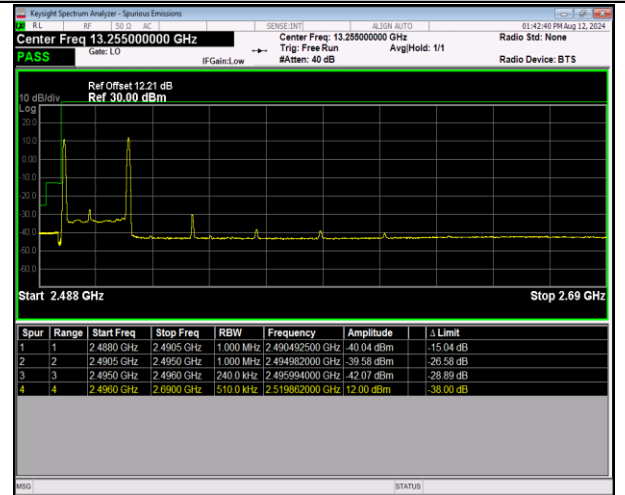 Keysight Spectrum Analyzer - Spurious Emissions
RL RF 50 Ω AC SENSE:INT ALIGN AUTO 01:42:40 PM Aug 12, 2024
Center Freq 13.255000000 GHz Center Freq: 13.255000000 GHz Radio Std: None
PASS Gate: LO IFGain:Low Trig: Free Run Avg|Hold: 1/1
#Atten: 40 dB Radio Device: BTS
Ref Offset 12.21 dB
10 dB/div Ref 30.00 dBm
Log
20.0
10.0
0.00
-10.0
-20.0
-30.0
-40.0
-50.0
-60.0
Start 2.488 GHz Stop 2.69 GHz
Spur Range Start Freq Stop Freq RBW Frequency Amplitude Δ Limit
1 1 2.4880 GHz 2.4905 GHz 1.000 MHz 2.490492500 GHz -40.04 dBm -15.04 dB
2 2 2.4905 GHz 2.4950 GHz 1.000 MHz 2.494982000 GHz -39.58 dBm -26.58 dB
3 3 2.4950 GHz 2.4960 GHz 240.0 kHz 2.495994000 GHz -42.07 dBm -28.89 dB
4 4 2.4960 GHz 2.6900 GHz 510.0 kHz 2.519862000 GHz 12.00 dBm -38.00 dB
MSG STATUS